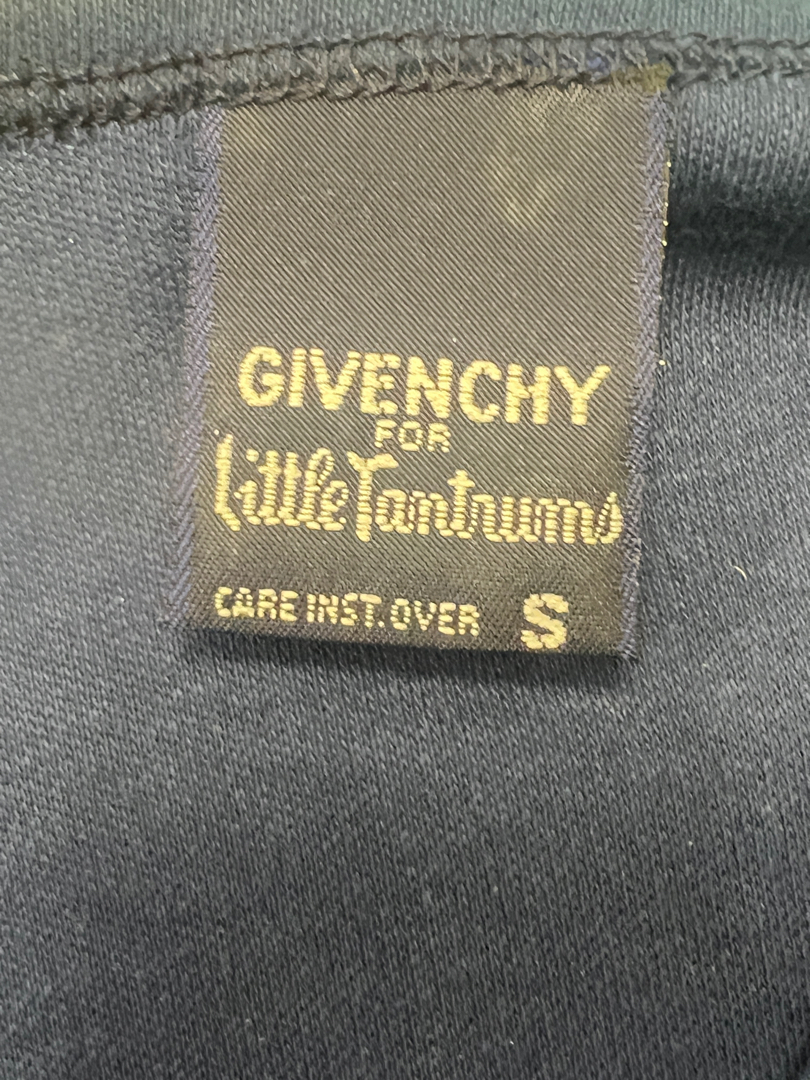 GIVENCHY
FOR
Little Tantrums
CARE INST. OVER S